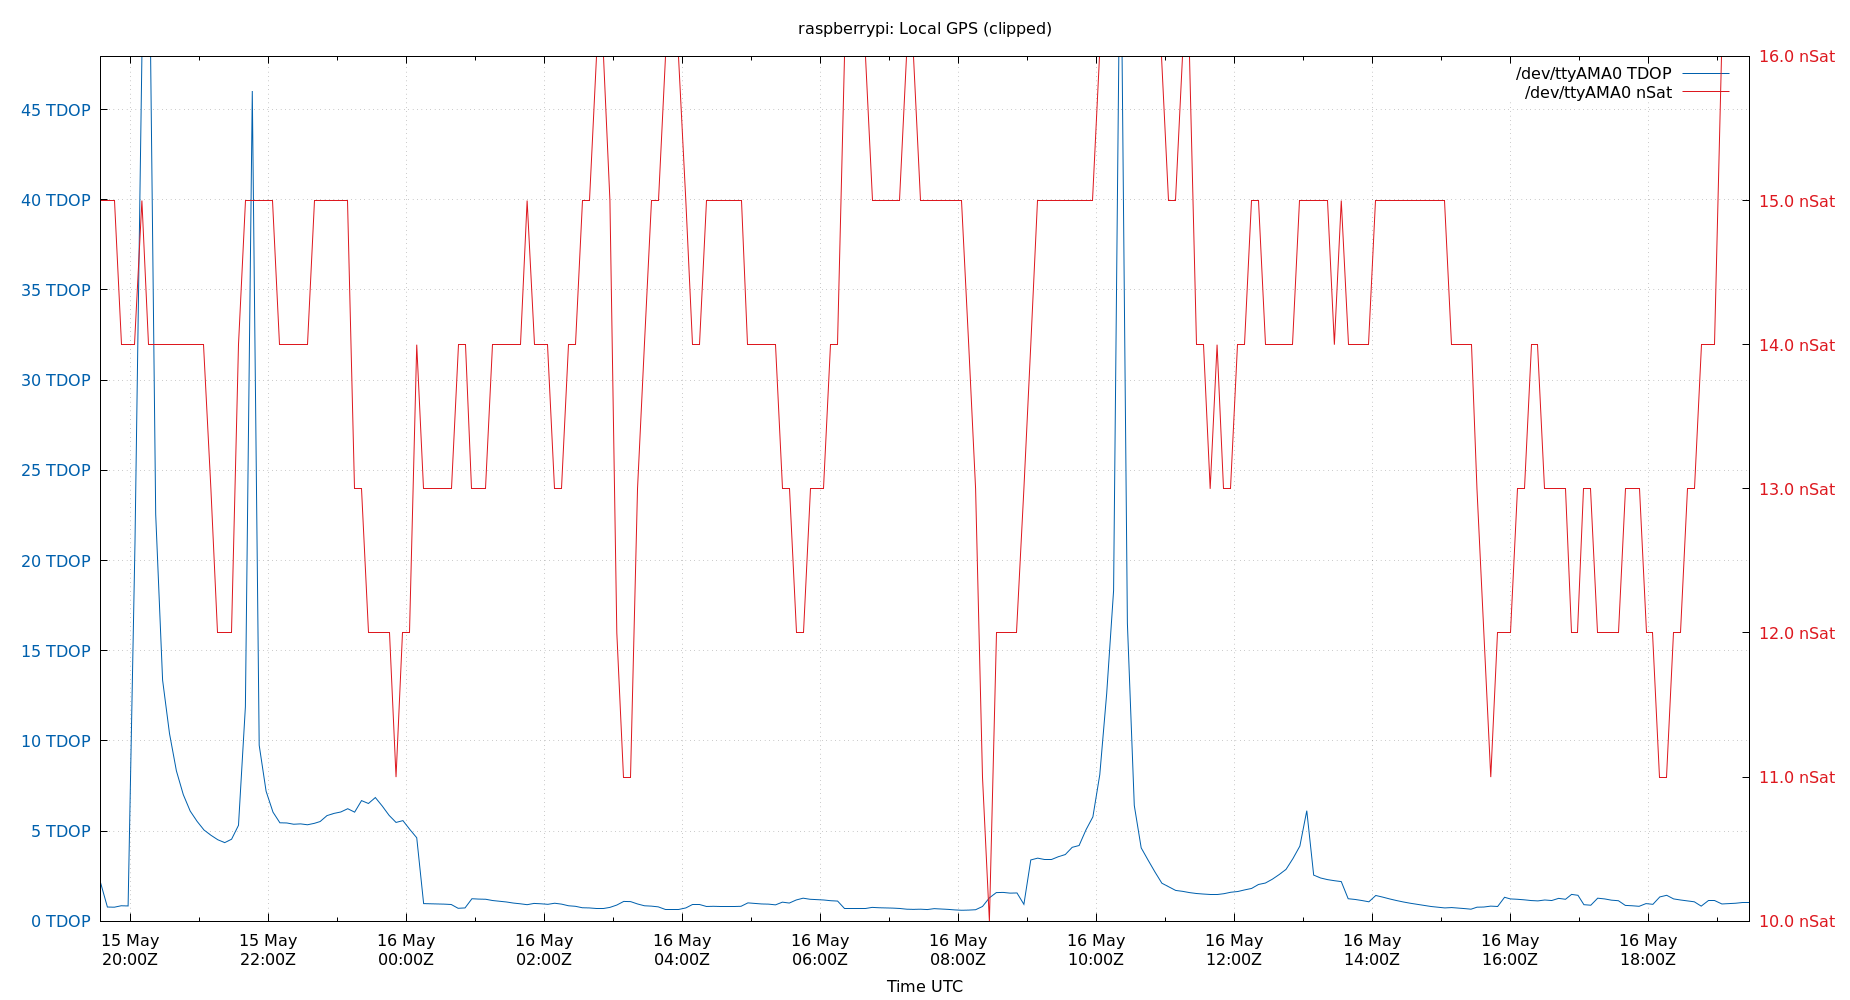 raspberrypi: Local GPS (clipped)
/dev/ttyAMA0 TDOP
/dev/ttyAMA0 nSat
45 TDOP
40 TDOP
35 TDOP
30 TDOP
25 TDOP
20 TDOP
15 TDOP
10 TDOP
5 TDOP
0 TDOP
16.0 nSat
15.0 nSat
14.0 nSat
13.0 nSat
12.0 nSat
11.0 nSat
10.0 nSat
15 May
20:00Z
15 May
22:00Z
16 May
00:00Z
16 May
02:00Z
16 May
04:00Z
16 May
06:00Z
16 May
08:00Z
16 May
10:00Z
16 May
12:00Z
16 May
14:00Z
16 May
16:00Z
16 May
18:00Z
Time UTC